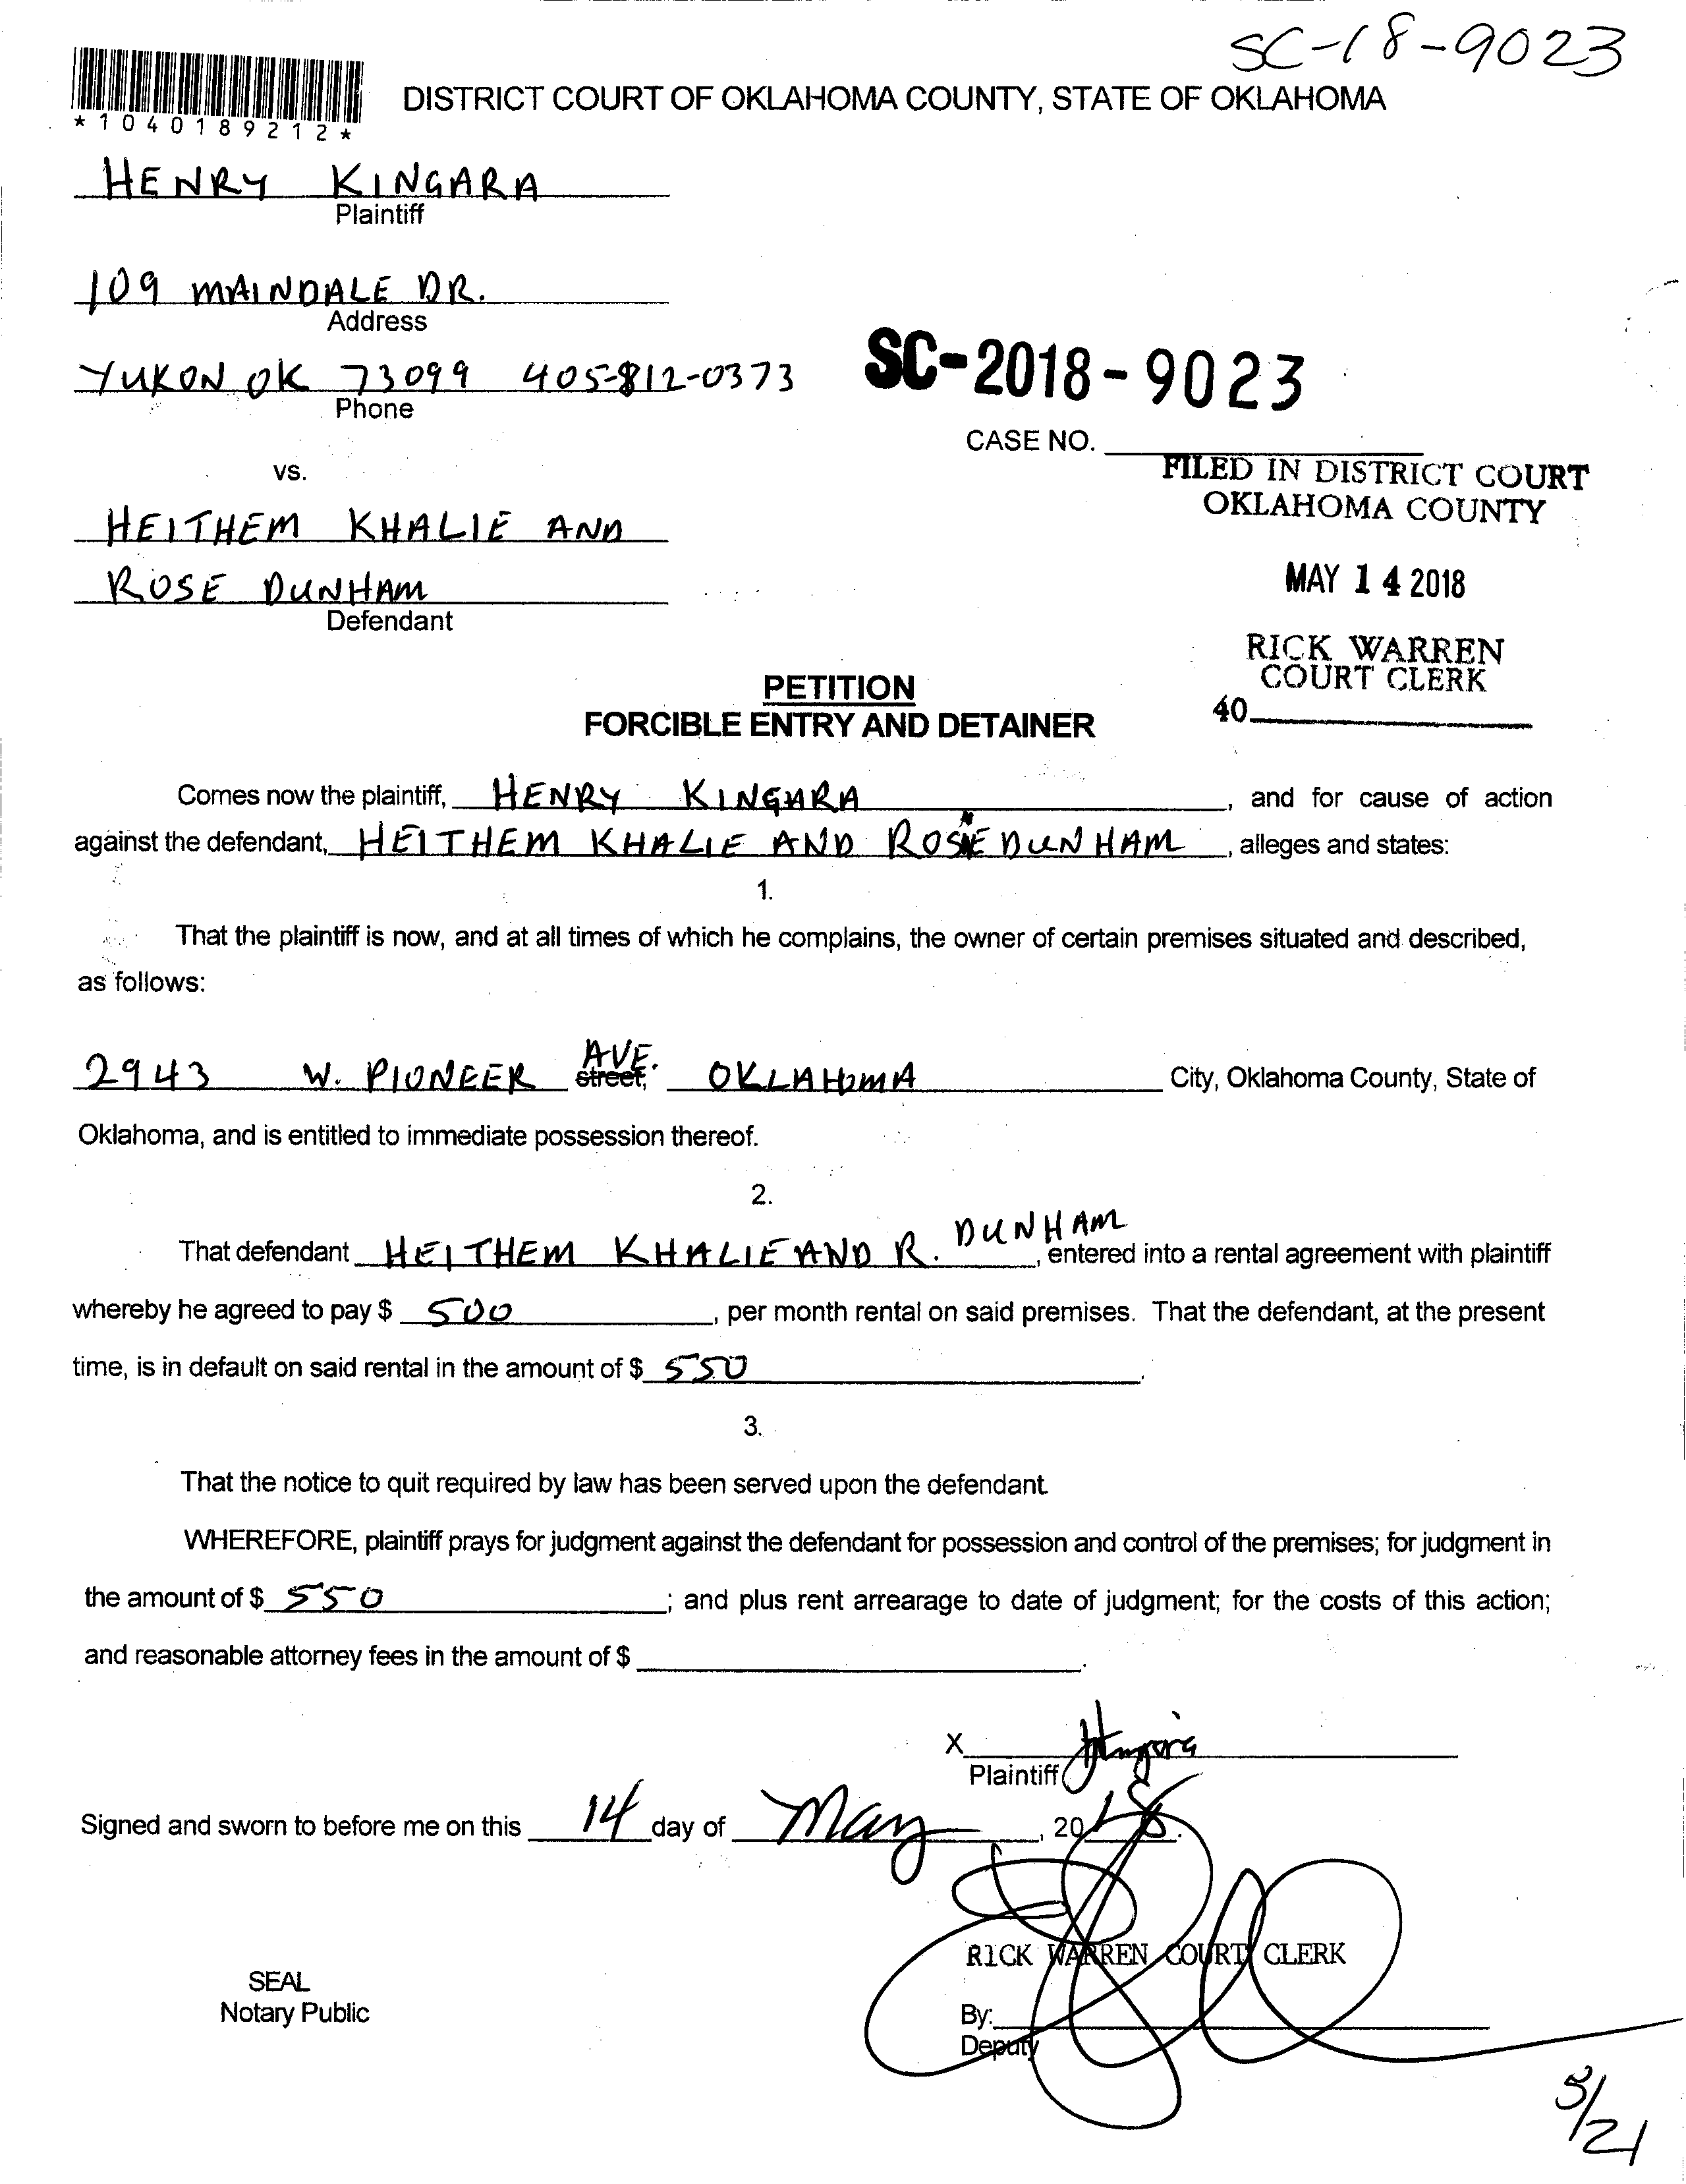 SC-18-9023
*1040189212*
DISTRICT COURT OF OKLAHOMA COUNTY, STATE OF OKLAHOMA
HENRY KINGARA
Plaintiff
109 MAINDALE DR.
Address
YUKON OK 73099 405-812-0373
Phone
SC-2018-9023
CASE NO.
vs.
FILED IN DISTRICT COURT
OKLAHOMA COUNTY
HEITHEM KHALIE AND
ROSE DUNHAM
Defendant
MAY 14 2018
RICK WARREN
COURT CLERK
40
PETITION
FORCIBLE ENTRY AND DETAINER
Comes now the plaintiff, HENRY KINGARA, and for cause of action
against the defendant, HEITHEM KHALIE AND ROSE DUNHAM, alleges and states:
1.
That the plaintiff is now, and at all times of which he complains, the owner of certain premises situated and described,
as follows:
2943 W. PIONEER AVE. street, OKLAHOMA City, Oklahoma County, State of
Oklahoma, and is entitled to immediate possession thereof.
2.
That defendant HEITHEM KHALIE AND R. DUNHAM, entered into a rental agreement with plaintiff
whereby he agreed to pay $ 500, per month rental on said premises. That the defendant, at the present
time, is in default on said rental in the amount of $ 550.
3.
That the notice to quit required by law has been served upon the defendant.
WHEREFORE, plaintiff prays for judgment against the defendant for possession and control of the premises; for judgment in
the amount of $ 550; and plus rent arrearage to date of judgment; for the costs of this action;
and reasonable attorney fees in the amount of $.
X
Plaintiff
Signed and sworn to before me on this 14 day of May, 2018.
RICK WARREN COURT CLERK
SEAL
Notary Public
By:
Deputy
5/21